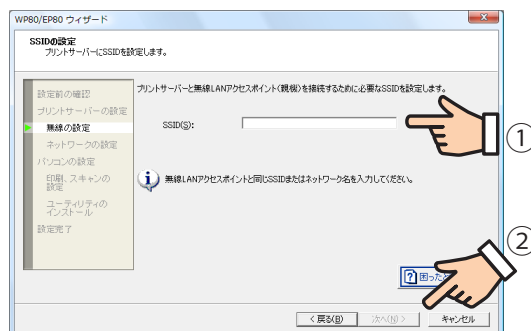 WP80/EP80 ウィザード
SSIDの設定
プリントサーバーにSSIDを設定します。
設定前の確認
プリントサーバーの設定
無線の設定
ネットワークの設定
パソコンの設定
印刷、スキャンの
設定
ユーティリティの
インストール
設定完了
プリントサーバーと無線LANアクセスポイント(親機)を接続するために必要なSSIDを設定します。
SSID(S):
①
無線LANアクセスポイントと同じSSIDまたはネットワーク名を入力してください。
②
困った
< 戻る(B)
次へ(N) >
キャンセル